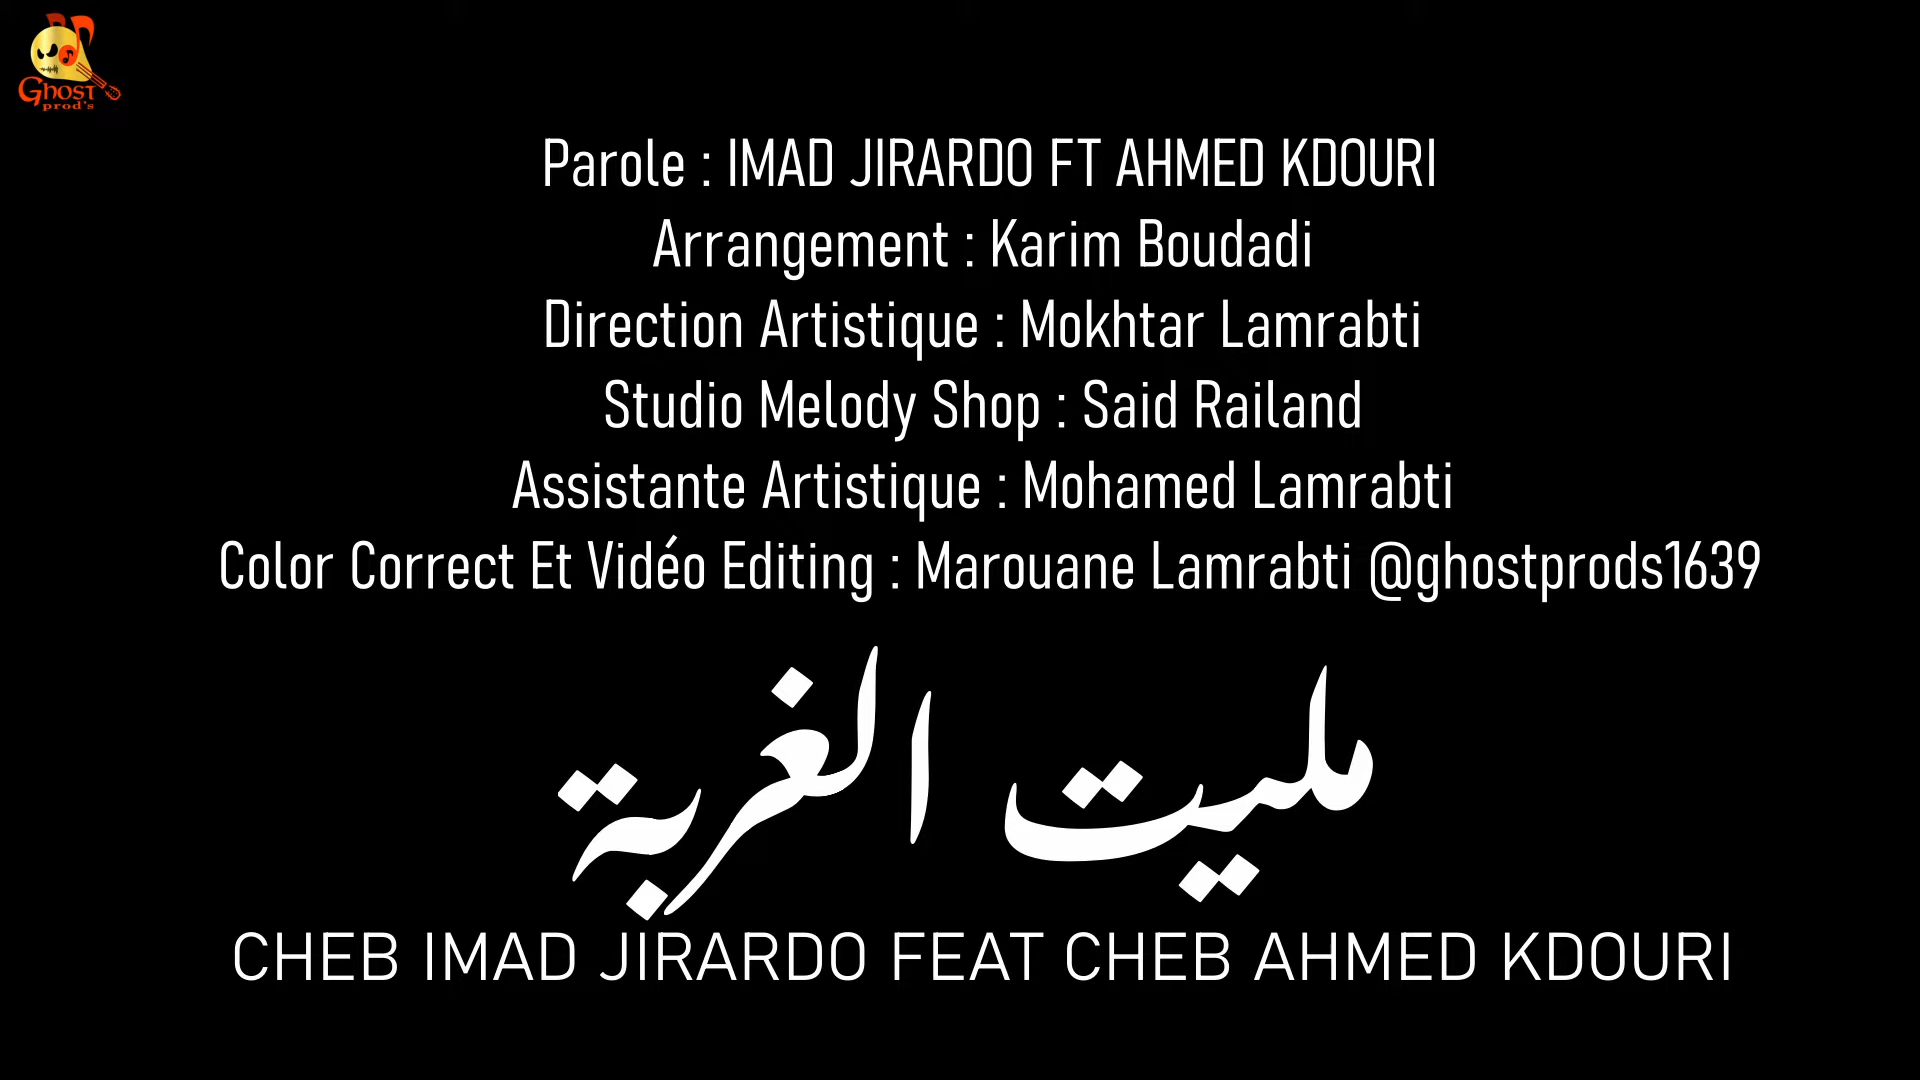 Ghost
prod's
Parole : IMAD JIRARDO FT AHMED KDOURI
Arrangement : Karim Boudadi
Direction Artistique : Mokhtar Lamrabti
Studio Melody Shop : Said Railand
Assistante Artistique : Mohamed Lamrabti
Color Correct Et Vidéo Editing : Marouane Lamrabti @ghostprods1639
مليت الغربة
CHEB IMAD JIRARDO FEAT CHEB AHMED KDOURI